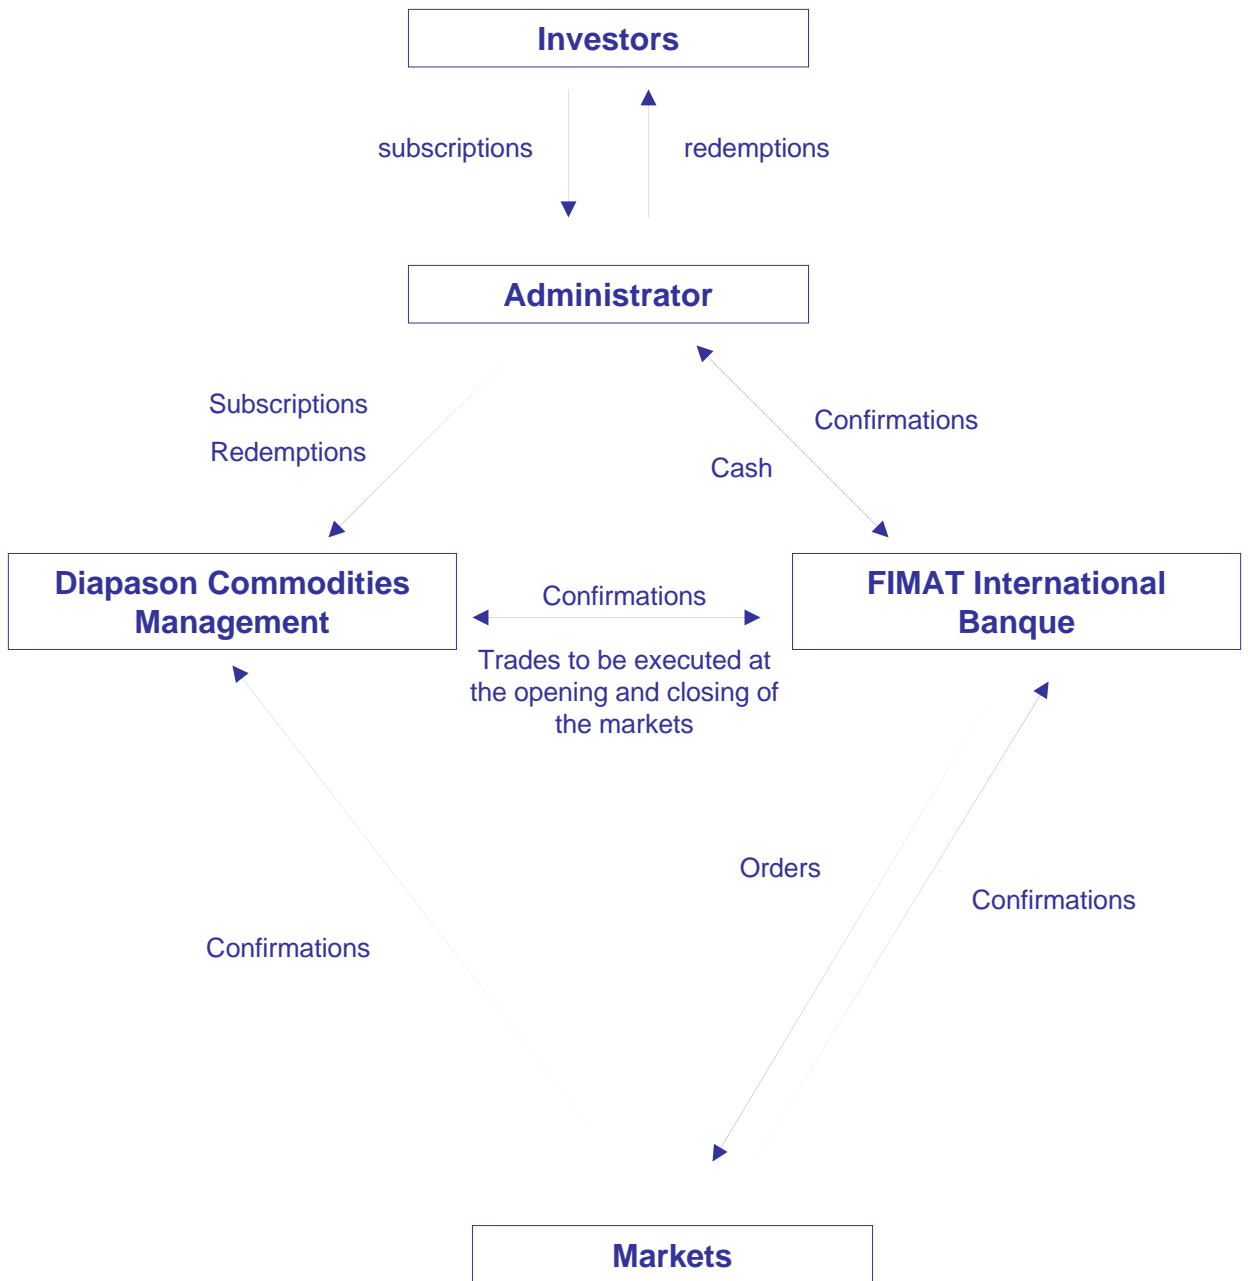 Investors
subscriptions
redemptions
Administrator
Subscriptions
Redemptions
Confirmations
Cash
Diapason Commodities
Management
Confirmations
Trades to be executed at
the opening and closing of
the markets
FIMAT International
Banque
Orders
Confirmations
Confirmations
Markets